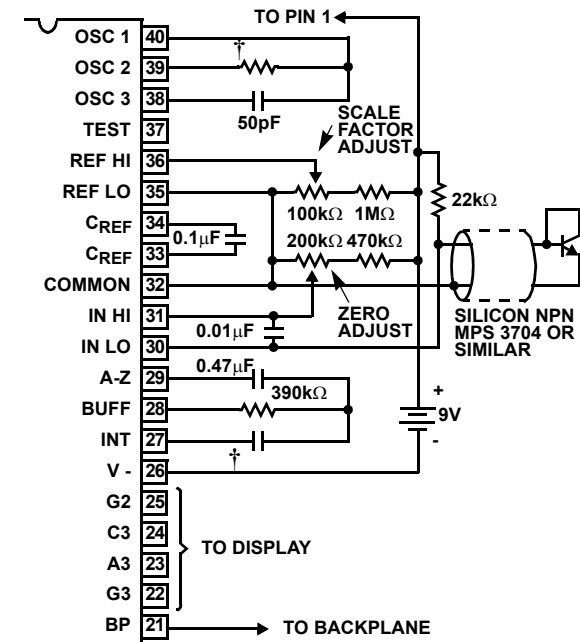 TO PIN 1
OSC 1 40
OSC 2 39
†
OSC 3 38
50pF
TEST 37
SCALE
FACTOR
ADJUST
REF HI 36
REF LO 35
100kΩ 1MΩ
22kΩ
CREF 34
0.1µF
200kΩ 470kΩ
CREF 33
COMMON 32
IN HI 31
ZERO
ADJUST
SILICON NPN
MPS 3704 OR
SIMILAR
0.01µF
IN LO 30
0.47µF
A-Z 29
390kΩ
BUFF 28
+
9V
-
INT 27
†
V - 26
G2 25
C3 24
TO DISPLAY
A3 23
G3 22
BP 21
TO BACKPLANE